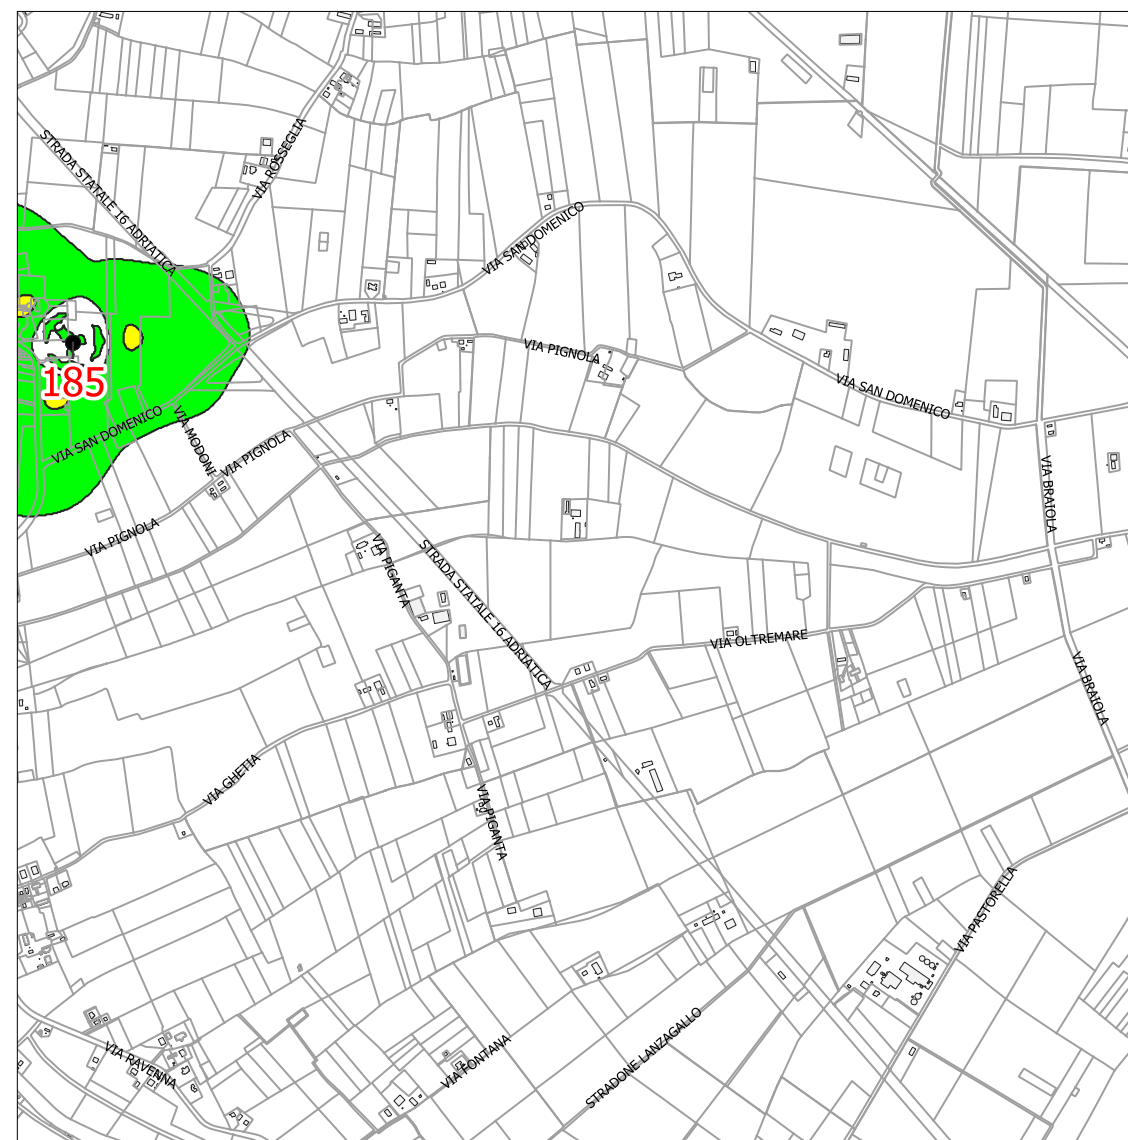 VIA ROSSEGLIA
STRADA STATALE 16 ADRIATICA
VIA SAN DOMENICO
VIA PIGNOLA
185
VIA SAN DOMENICO
VIA SAN DOMENICO
VIA MODONI
VIA PIGNOLA
VIA BRAIOLA
VIA PIGNOLA
VIA PIGANTA
STRADA STATALE 16 ADRIATICA
VIA OLTREMARE
VIA BRAIOLA
VIA GHETIA
VIA PIGANTA
VIA PASTORELLA
STRADONE LANZAGALLO
VIA FONTANA
VIA RAVENNA